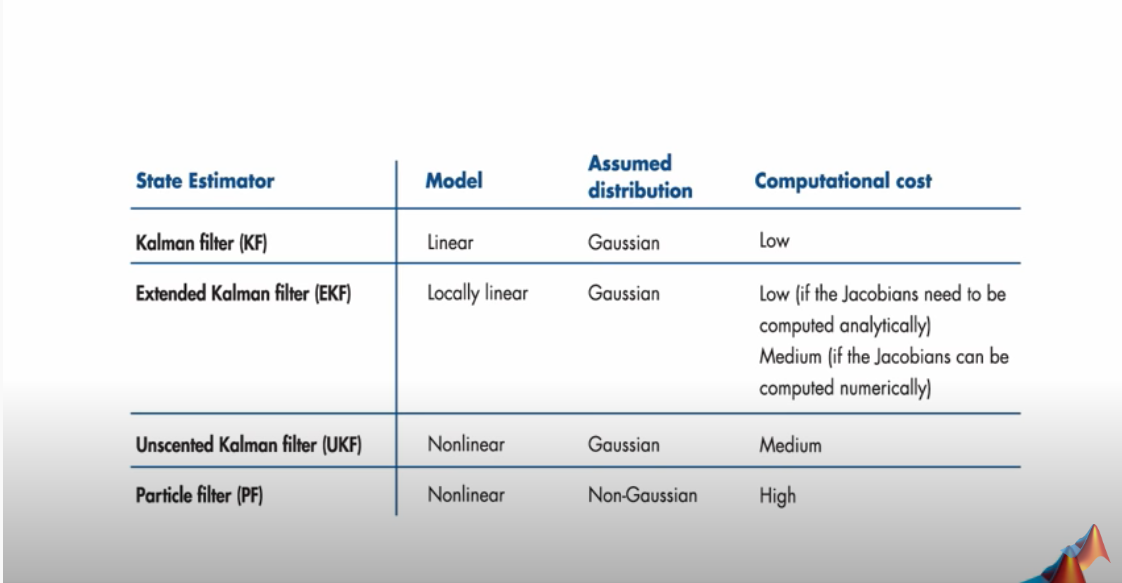 State Estimator Model Assumed distribution Computational cost
Kalman filter (KF) Linear Gaussian Low
Extended Kalman filter (EKF) Locally linear Gaussian Low (if the Jacobians need to be
computed analytically)
Medium (if the Jacobians can be
computed numerically)
Unscented Kalman filter (UKF) Nonlinear Gaussian Medium
Particle filter (PF) Nonlinear Non-Gaussian High